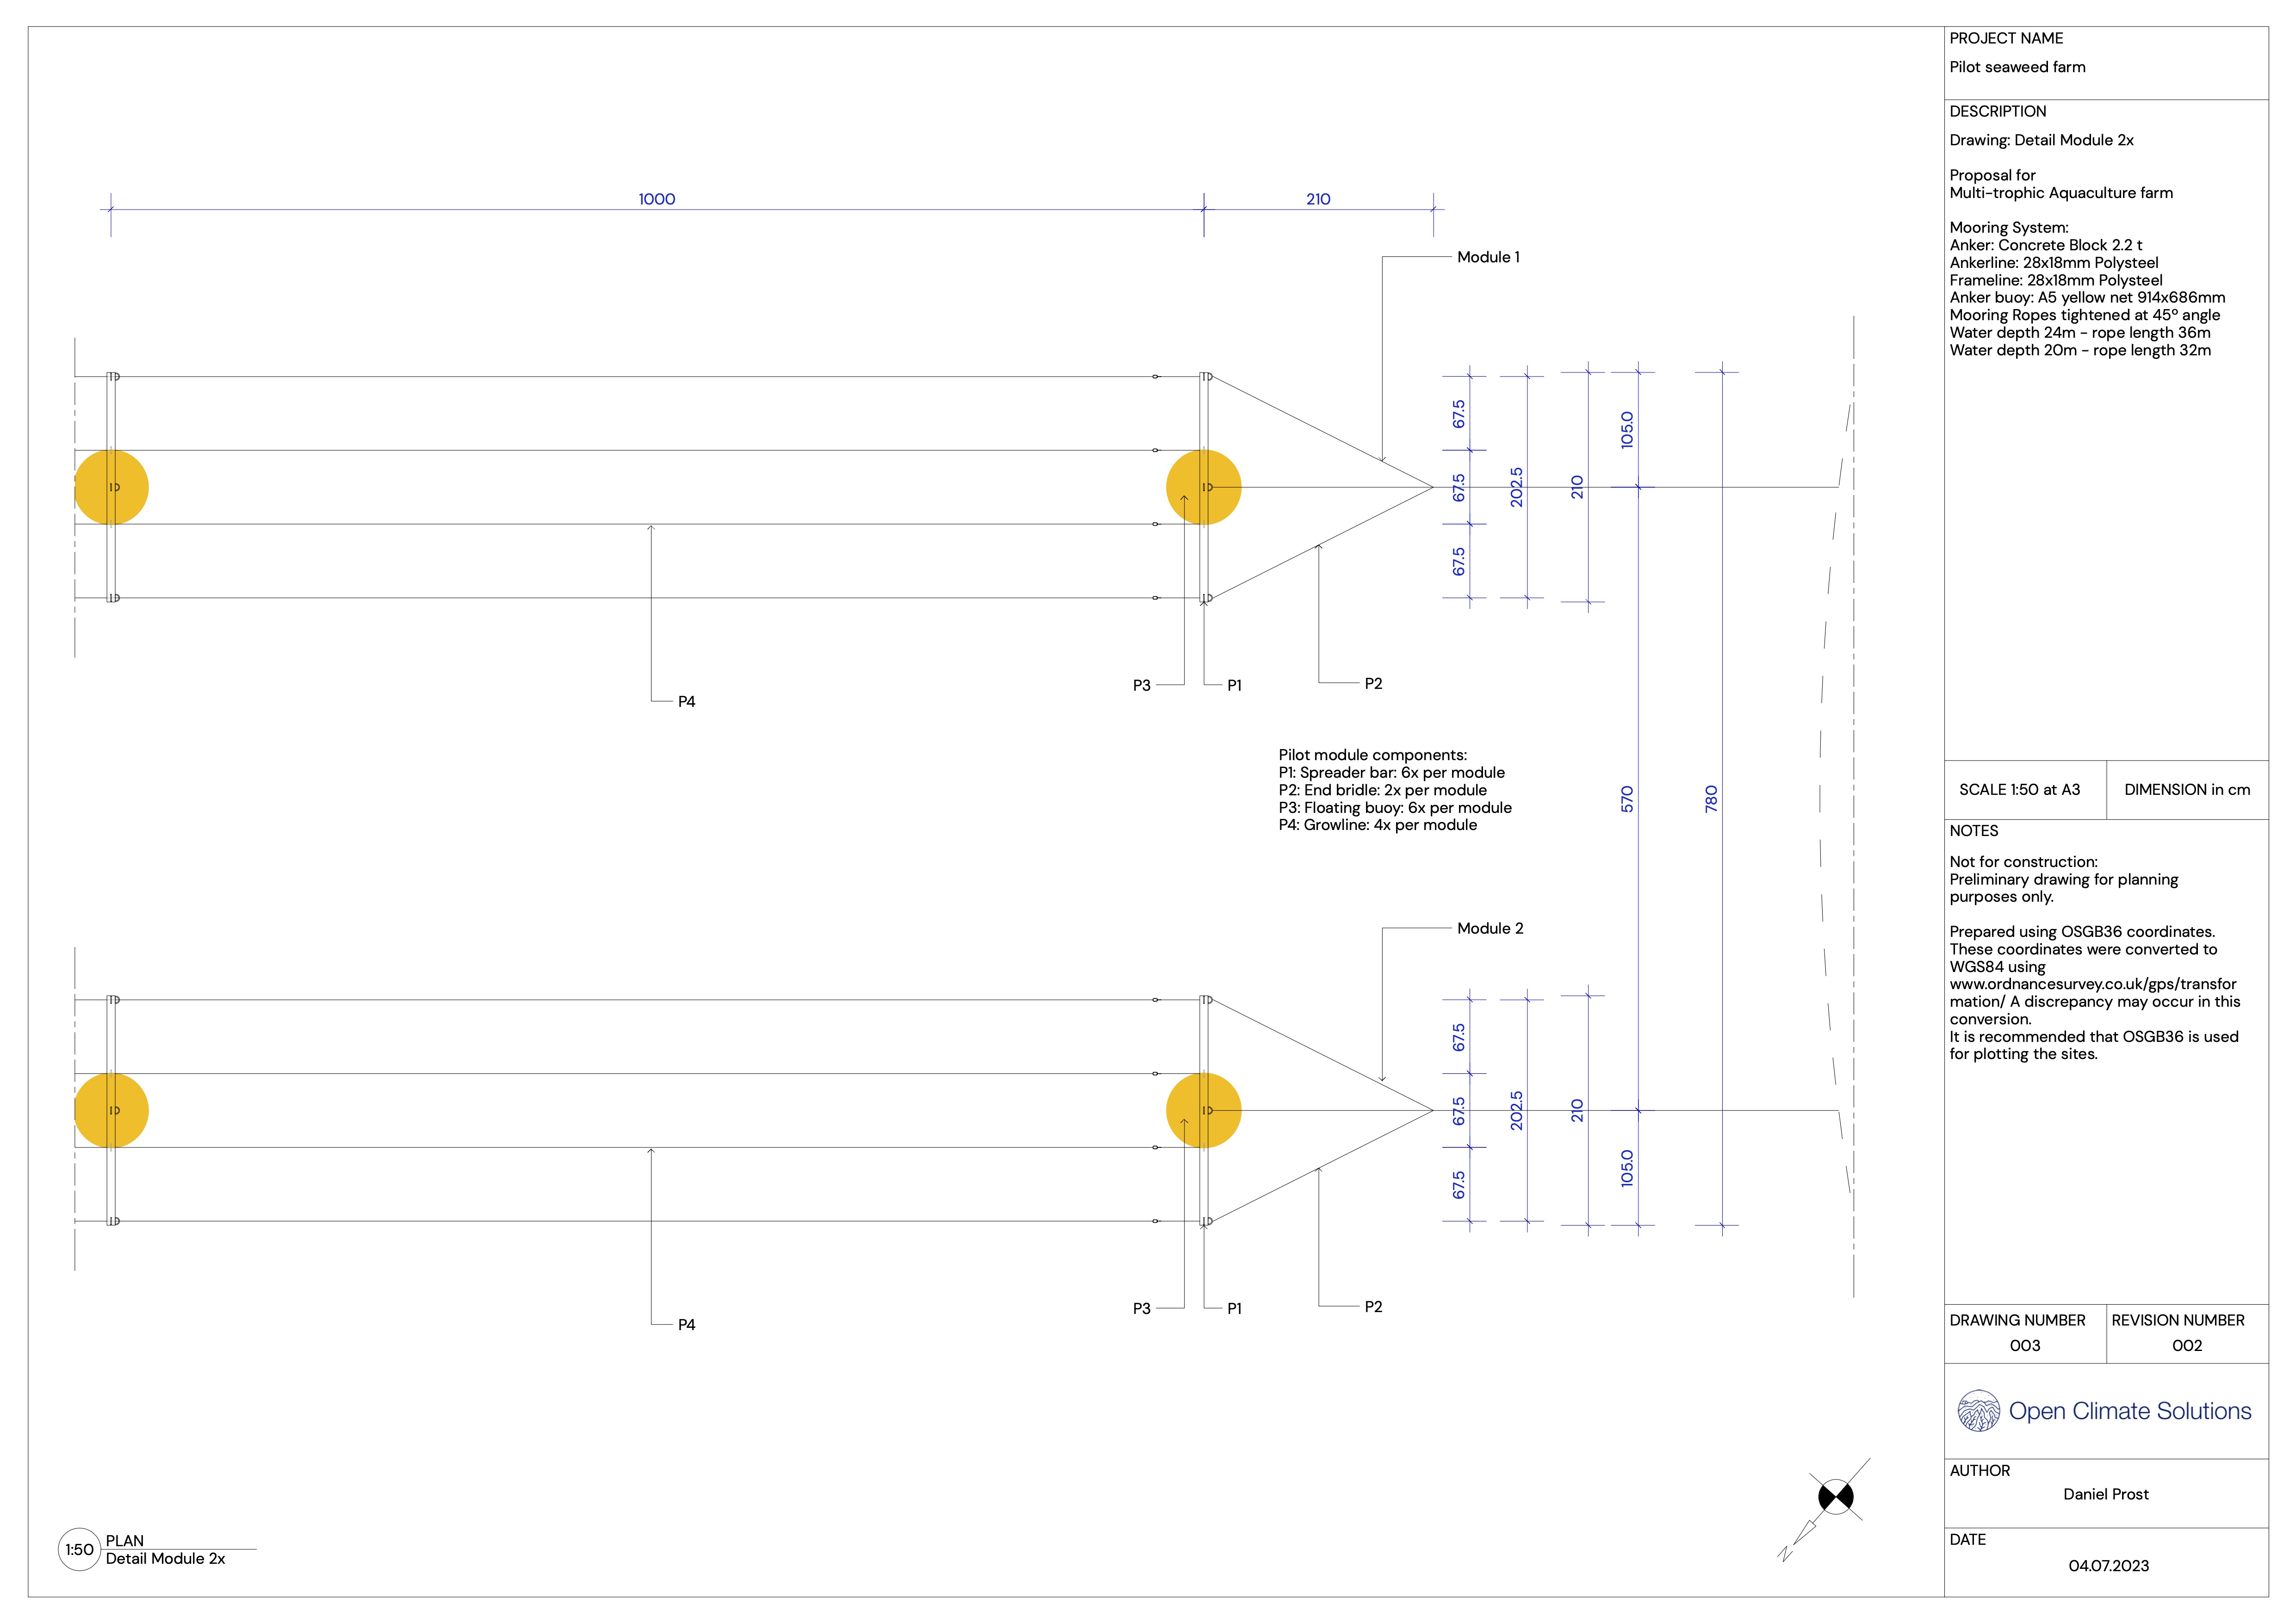 1000
210
Module 1
67.5
67.5
67.5
202.5
210
105.0
P3
P1
P2
P4
Pilot module components:
P1: Spreader bar: 6x per module
P2: End bridle: 2x per module
P3: Floating buoy: 6x per module
P4: Growline: 4x per module
570
780
Module 2
67.5
67.5
67.5
202.5
210
105.0
P3
P1
P2
P4
1:50
PLAN
Detail Module 2x
N
PROJECT NAME
Pilot seaweed farm
DESCRIPTION
Drawing: Detail Module 2x
Proposal for
Multi-trophic Aquaculture farm
Mooring System:
Anker: Concrete Block 2.2 t
Ankerline: 28x18mm Polysteel
Frameline: 28x18mm Polysteel
Anker buoy: A5 yellow net 914x686mm
Mooring Ropes tightened at 45° angle
Water depth 24m - rope length 36m
Water depth 20m - rope length 32m
SCALE 1:50 at A3
DIMENSION in cm
NOTES
Not for construction:
Preliminary drawing for planning
purposes only.
Prepared using OSGB36 coordinates.
These coordinates were converted to
WGS84 using
www.ordnancesurvey.co.uk/gps/transfor
mation/ A discrepancy may occur in this
conversion.
It is recommended that OSGB36 is used
for plotting the sites.
DRAWING NUMBER
003
REVISION NUMBER
002
Open Climate Solutions
AUTHOR
Daniel Prost
DATE
04.07.2023